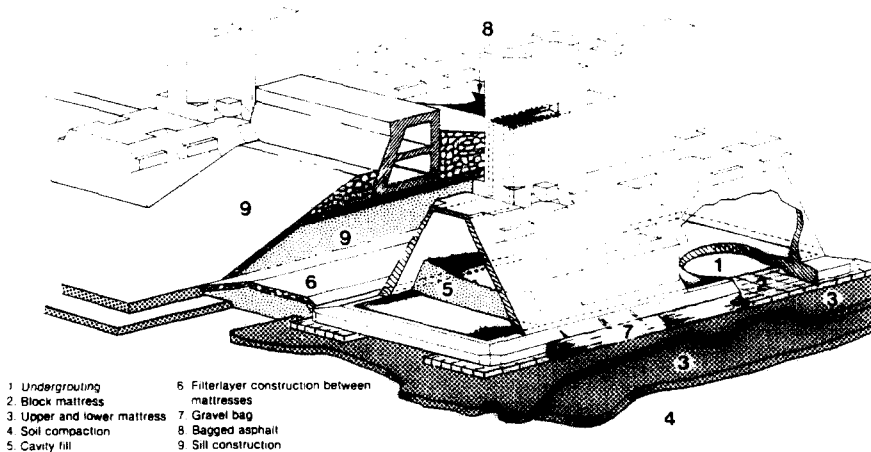 8
9
9
6
5
1
2
3
7
3
4
1 Undergrouting
2. Block mattress
3. Upper and lower mattress
4. Soil compaction
5. Cavity fill
6 Filterlayer construction between
mattresses
7. Gravel bag
8 Bagged asphalt
9. Sill construction